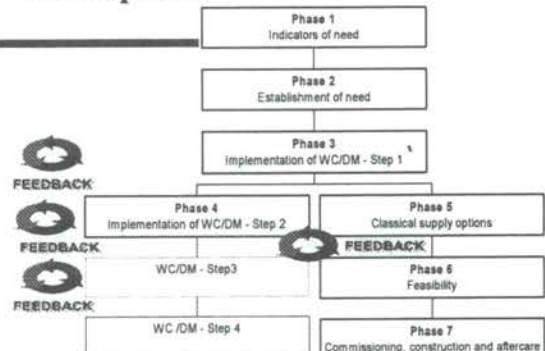 Phase 1
Indicators of need
Phase 2
Establishment of need
Phase 3
Implementation of WC/DM - Step 1
FEEDBACK
Phase 4
Implementation of WC/DM - Step 2
Phase 5
Classical supply options
FEEDBACK
FEEDBACK
WC/DM - Step3
Phase 6
Feasibility
FEEDBACK
WC /DM - Step 4
Phase 7
Commissioning, construction and aftercare